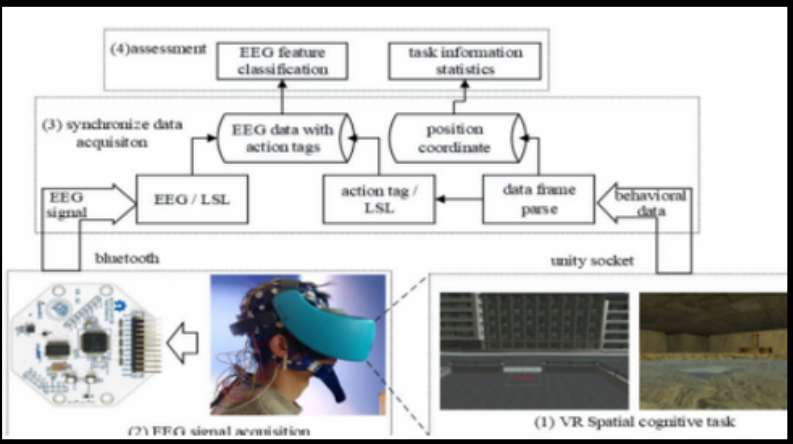 (4)assessment
EEG feature
classification
task information
statistics
(3) synchronize data
acquisiton
EEG data with
action tags
position
coordinate
EEG
signal
EEG / LSL
action tag /
LSL
data frame
parse
behavioral
data
bluetooth
unity socket
(2) EEG signal acquisition
(1) VR Spatial cognitive task